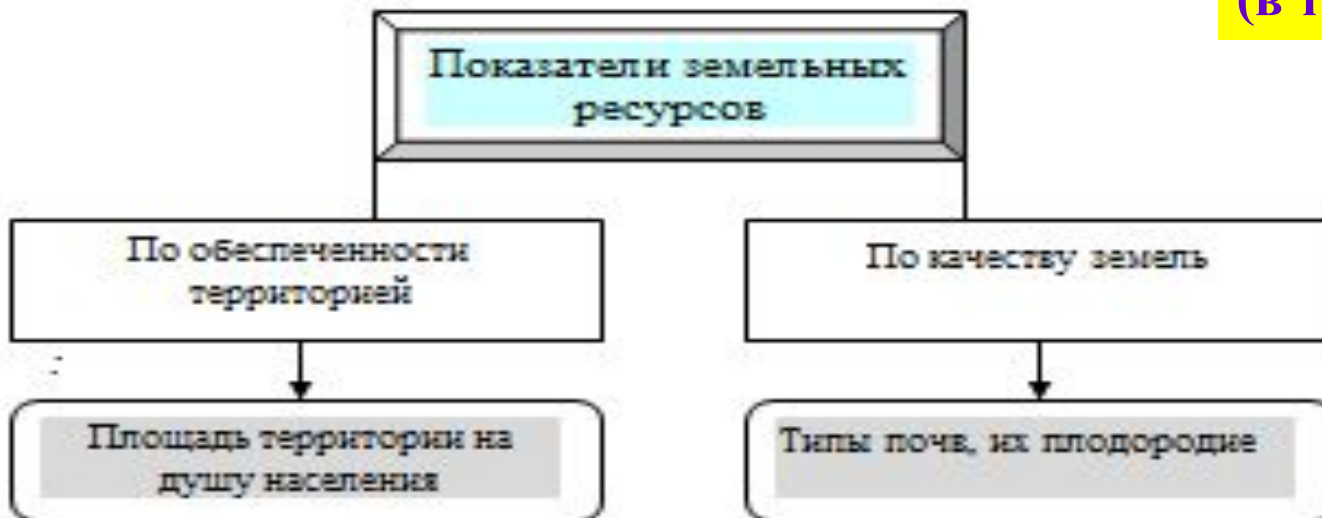 (в т
Показатели земельных
ресурсов
По обеспеченности
территорией
По качеству земель
:
Площадь территории на
душу населения
Типы почв, их плодородие